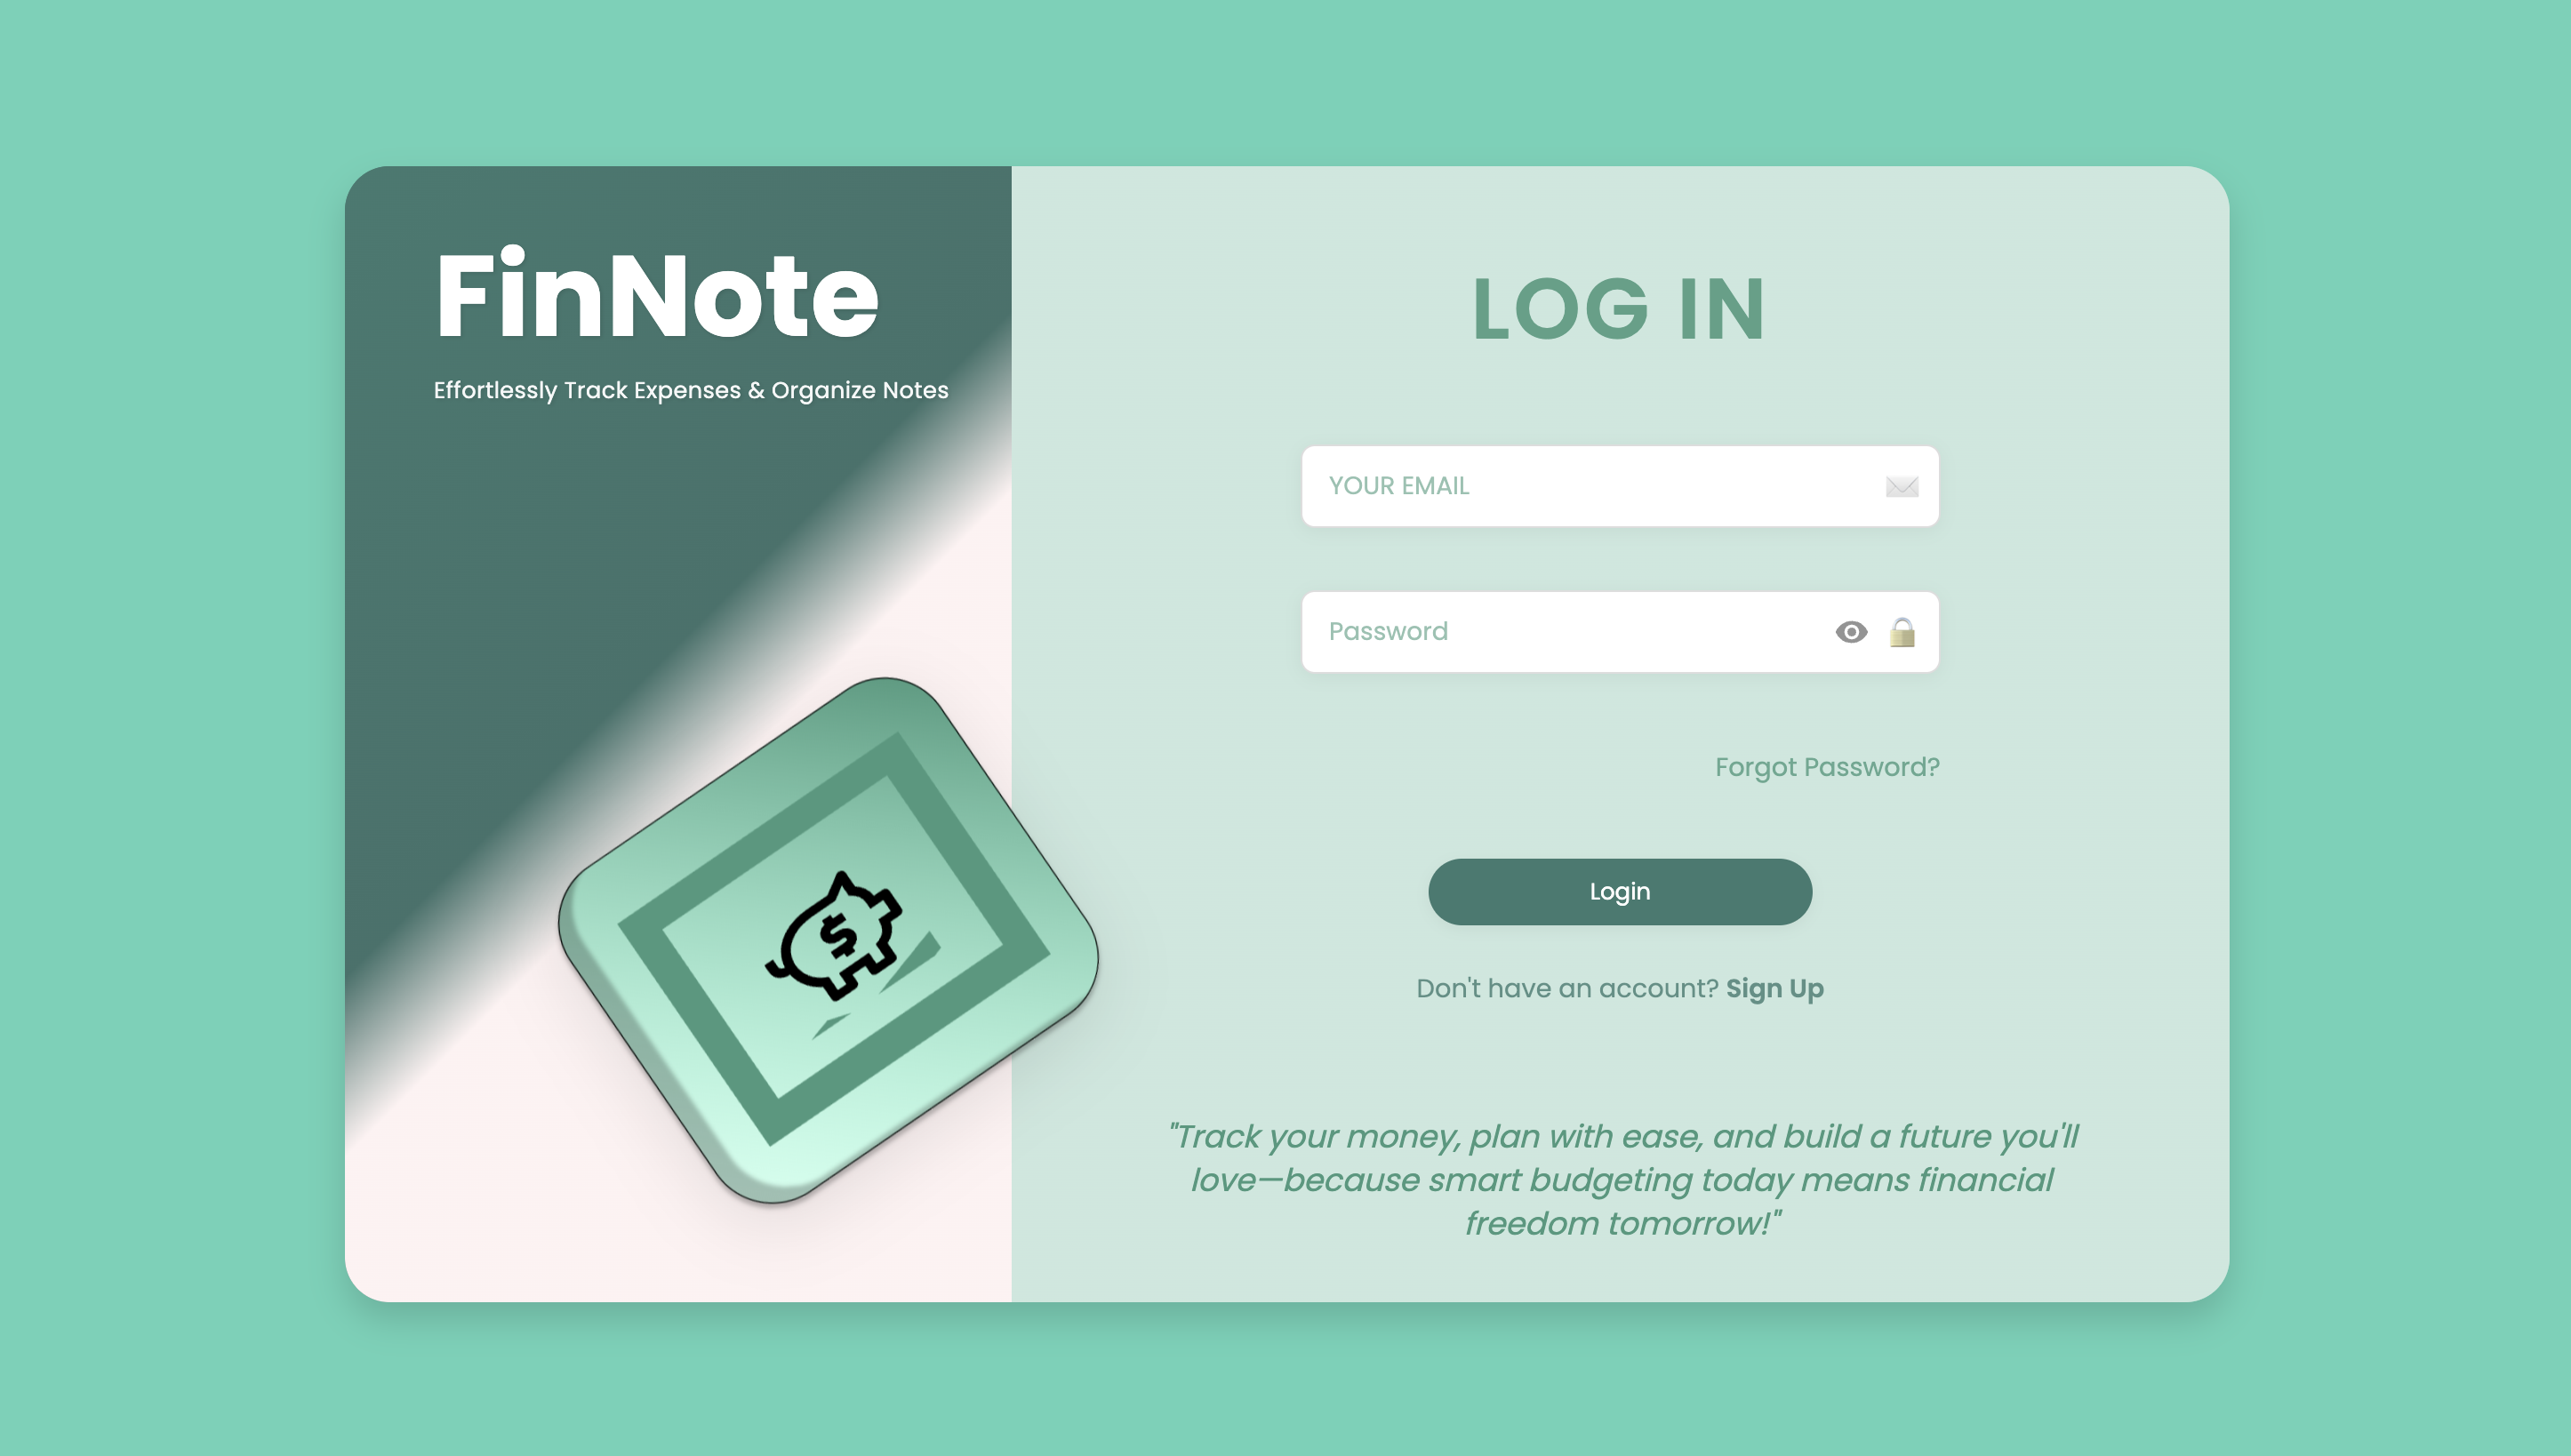 FinNote
Effortlessly Track Expenses & Organize Notes
$
LOG IN
YOUR EMAIL
Password
Forgot Password?
Login
Don't have an account? Sign Up
"Track your money, plan with ease, and build a future you'll
love—because smart budgeting today means financial
freedom tomorrow!"